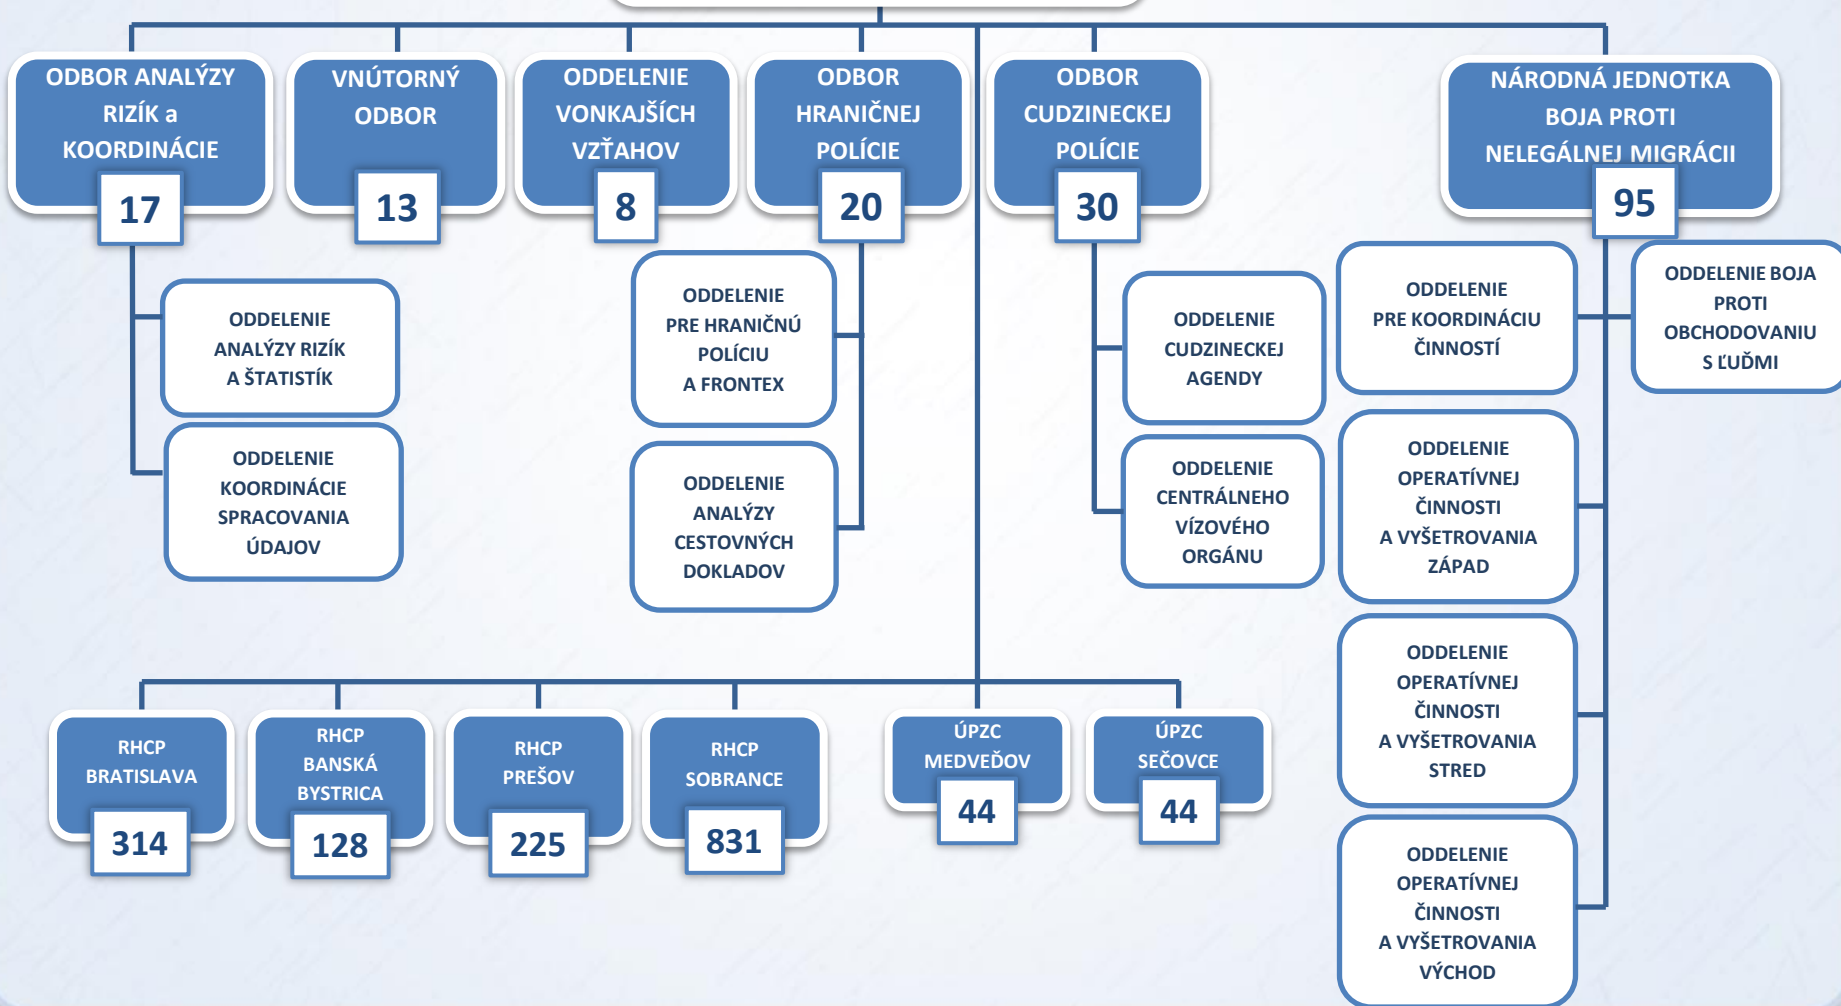 ODBOR ANALÝZY
RIZÍK a
KOORDINÁCIE
17
VNÚTORNÝ
ODBOR
13
ODDELENIE
VONKAJŠÍCH
VZŤAHOV
8
ODBOR
HRANIČNEJ
POLÍCIE
20
ODBOR
CUDZINECKEJ
POLÍCIE
30
NÁRODNÁ JEDNOTKA
BOJA PROTI
NELEGÁLNEJ MIGRÁCII
95
ODDELENIE
ANALÝZY RIZÍK
A ŠTATISTÍK
ODDELENIE
KOORDINÁCIE
SPRACOVANIA
ÚDAJOV
ODDELENIE
PRE HRANIČNÚ
POLÍCIU
A FRONTEX
ODDELENIE
ANALÝZY
CESTOVNÝCH
DOKLADOV
ODDELENIE
CUDZINECKEJ
AGENDY
ODDELENIE
CENTRÁLNEHO
VÍZOVÉHO
ORGÁNU
ODDELENIE
PRE KOORDINÁCIU
ČINNOSTÍ
ODDELENIE BOJA
PROTI
OBCHODOVANIU
S ĽUĎMI
ODDELENIE
OPERATÍVNEJ
ČINNOSTI
A VYŠETROVANIA
ZÁPAD
ODDELENIE
OPERATÍVNEJ
ČINNOSTI
A VYŠETROVANIA
STRED
ODDELENIE
OPERATÍVNEJ
ČINNOSTI
A VYŠETROVANIA
VÝCHOD
RHCP
BRATISLAVA
314
RHCP
BANSKÁ
BYSTRICA
128
RHCP
PREŠOV
225
RHCP
SOBRANCE
831
ÚPZC
MEDVEĎOV
44
ÚPZC
SEČOVCE
44